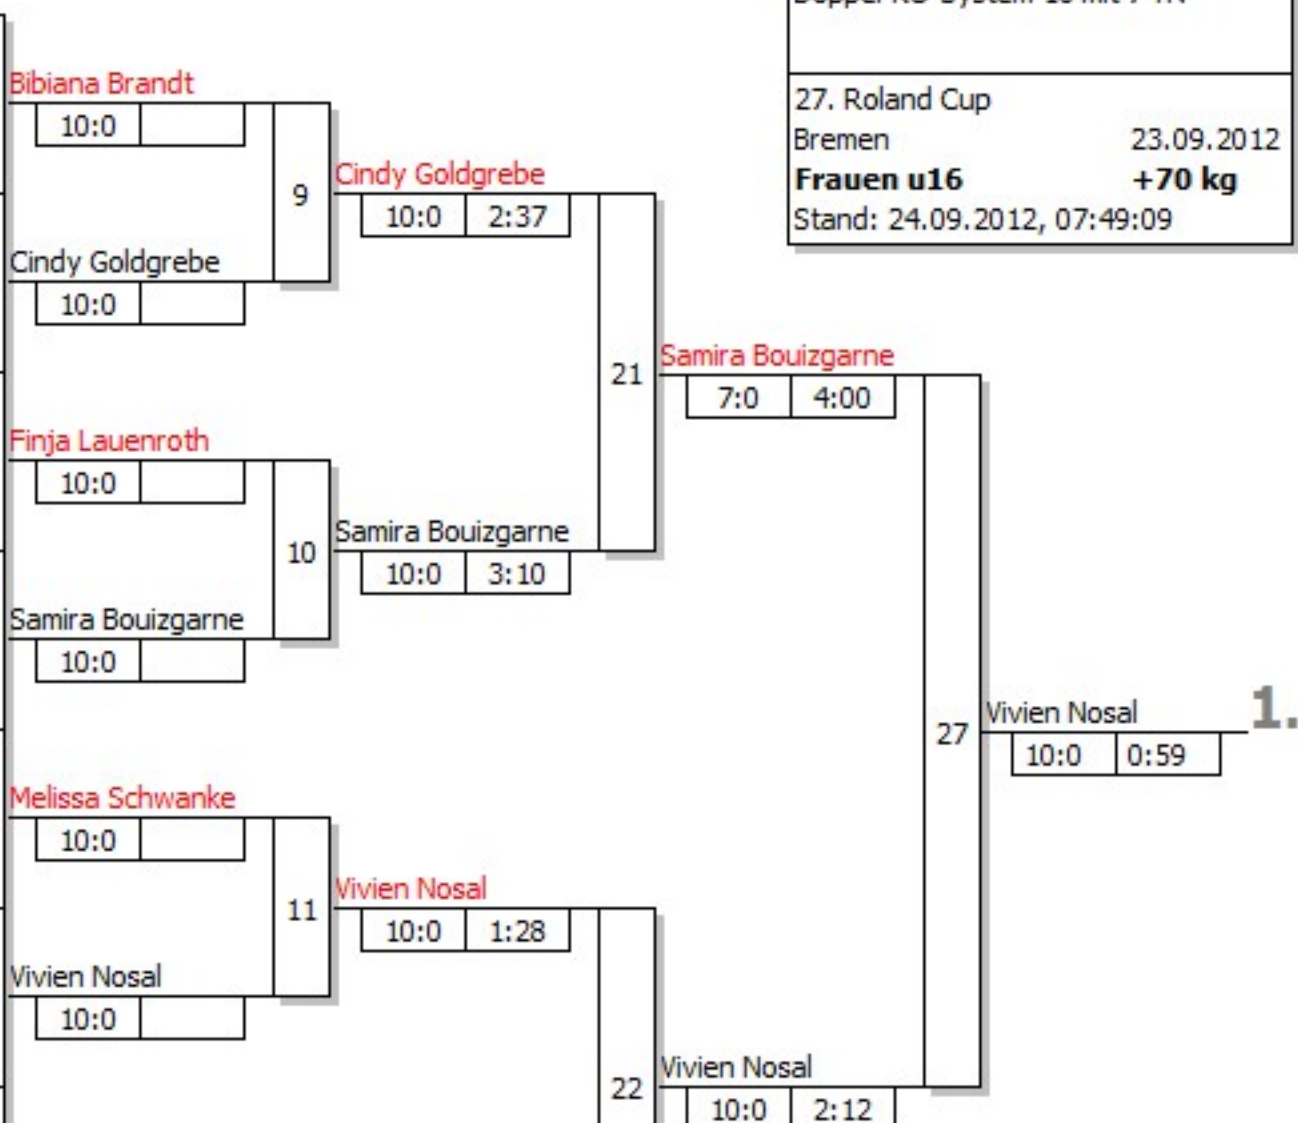 27. Roland Cup
Bremen 23.09.2012
Frauen u16 +70 kg
Stand: 24.09.2012, 07:49:09
Bibiana Brandt
10:0
9
Cindy Goldgrebe
10:0 2:37
Cindy Goldgrebe
10:0
21
Samira Bouizgarne
7:0 4:00
Finja Lauenroth
10:0
10
Samira Bouizgarne
10:0 3:10
Samira Bouizgarne
10:0
27
Vivien Nosal
10:0 0:59
1.
Melissa Schwanke
10:0
11
Vivien Nosal
10:0 1:28
Vivien Nosal
10:0
22
Vivien Nosal
10:0 2:12